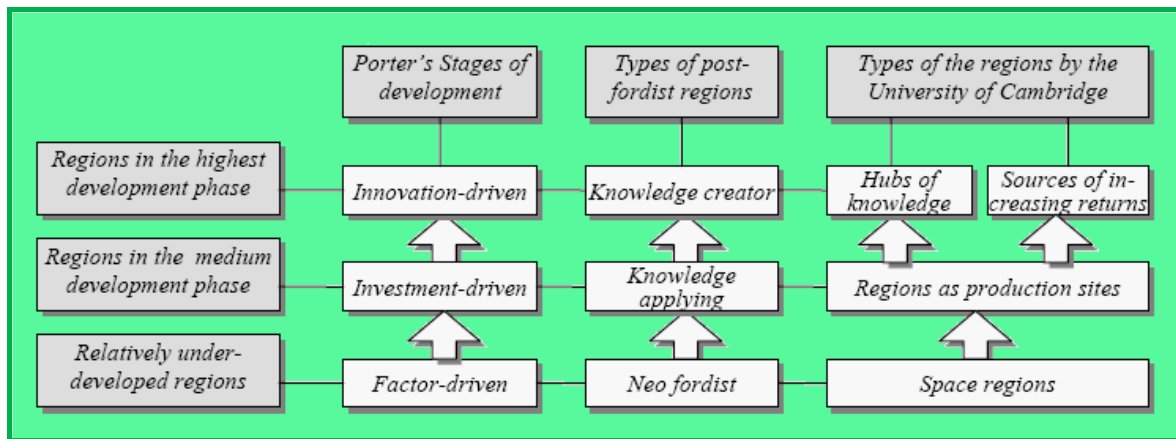 Porter's Stages of
development
Types of post-
fordist regions
Types of the regions by the
University of Cambridge
Regions in the highest
development phase
Innovation-driven
Knowledge creator
Hubs of
knowledge
Sources of in-
creasing returns
Regions in the medium
development phase
Investment-driven
Knowledge
applying
Regions as production sites
Relatively under-
developed regions
Factor-driven
Neo fordist
Space regions